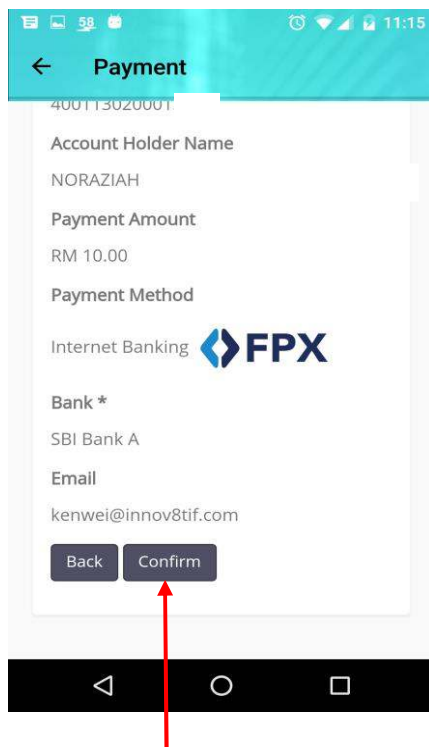 58 11:15
Payment
400113020001
Account Holder Name
NORAZIAH
Payment Amount
RM 10.00
Payment Method
Internet Banking FPX
Bank *
SBI Bank A
Email
kenwei@innov8tif.com
Back Confirm